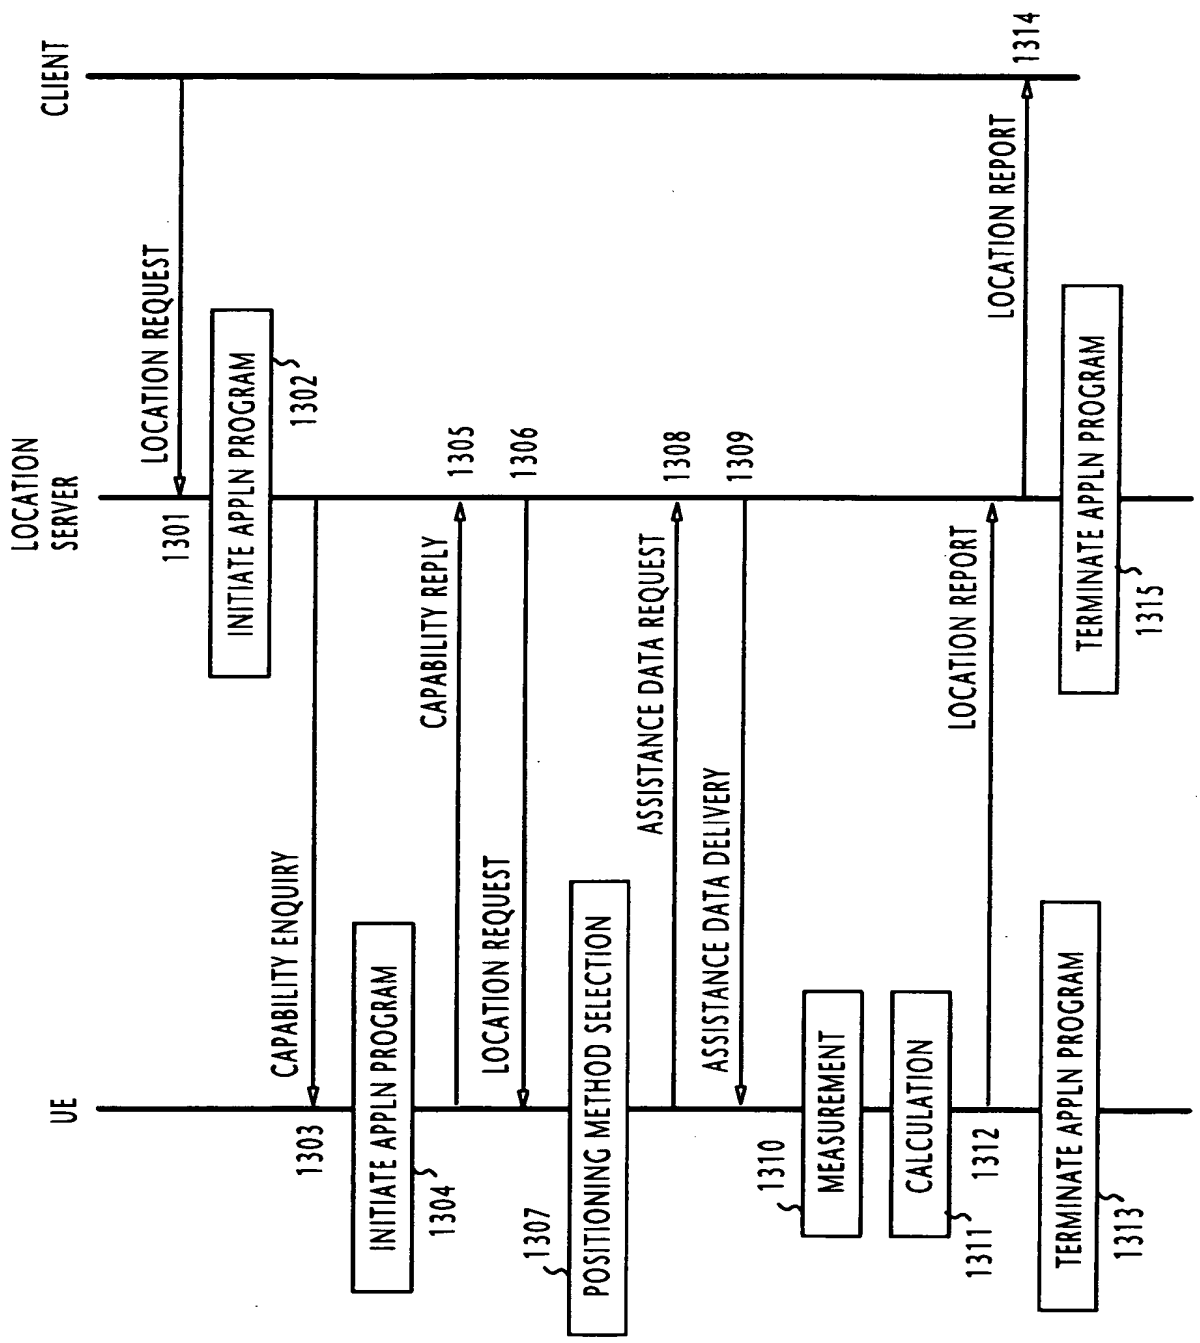 UE
LOCATION
SERVER
CLIENT
LOCATION REQUEST
1301
INITIATE APPLN PROGRAM
1302
CAPABILITY ENQUIRY
1303
INITIATE APPLN PROGRAM
1304
CAPABILITY REPLY
1305
LOCATION REQUEST
1306
1307
POSITIONING METHOD SELECTION
ASSISTANCE DATA REQUEST
1308
ASSISTANCE DATA DELIVERY
1309
1310
MEASUREMENT
CALCULATION
1311
LOCATION REPORT
1312
LOCATION REPORT
1314
TERMINATE APPLN PROGRAM
1313
TERMINATE APPLN PROGRAM
1315